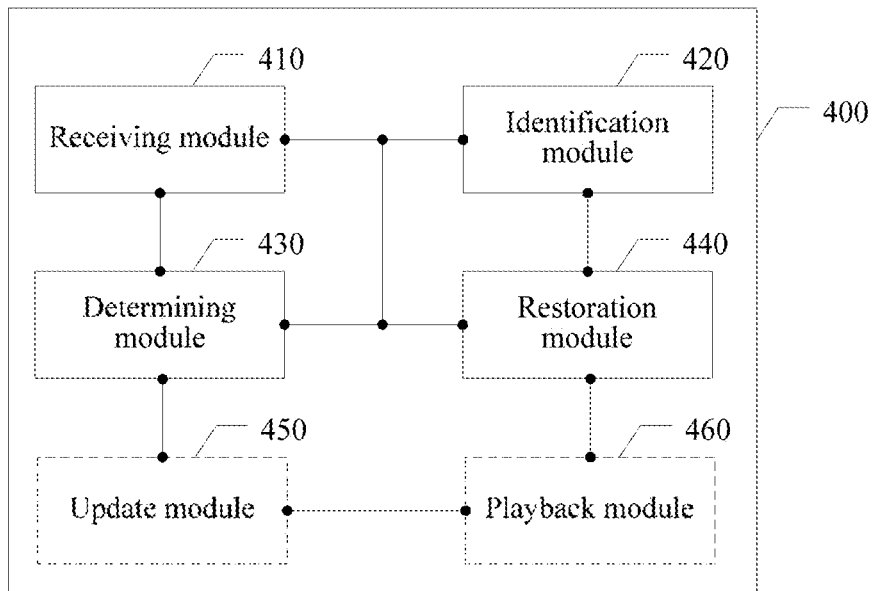 410
420
400
Receiving module
Identification
module
430
440
Determining
module
Restoration
module
450
460
Update module
Playback module